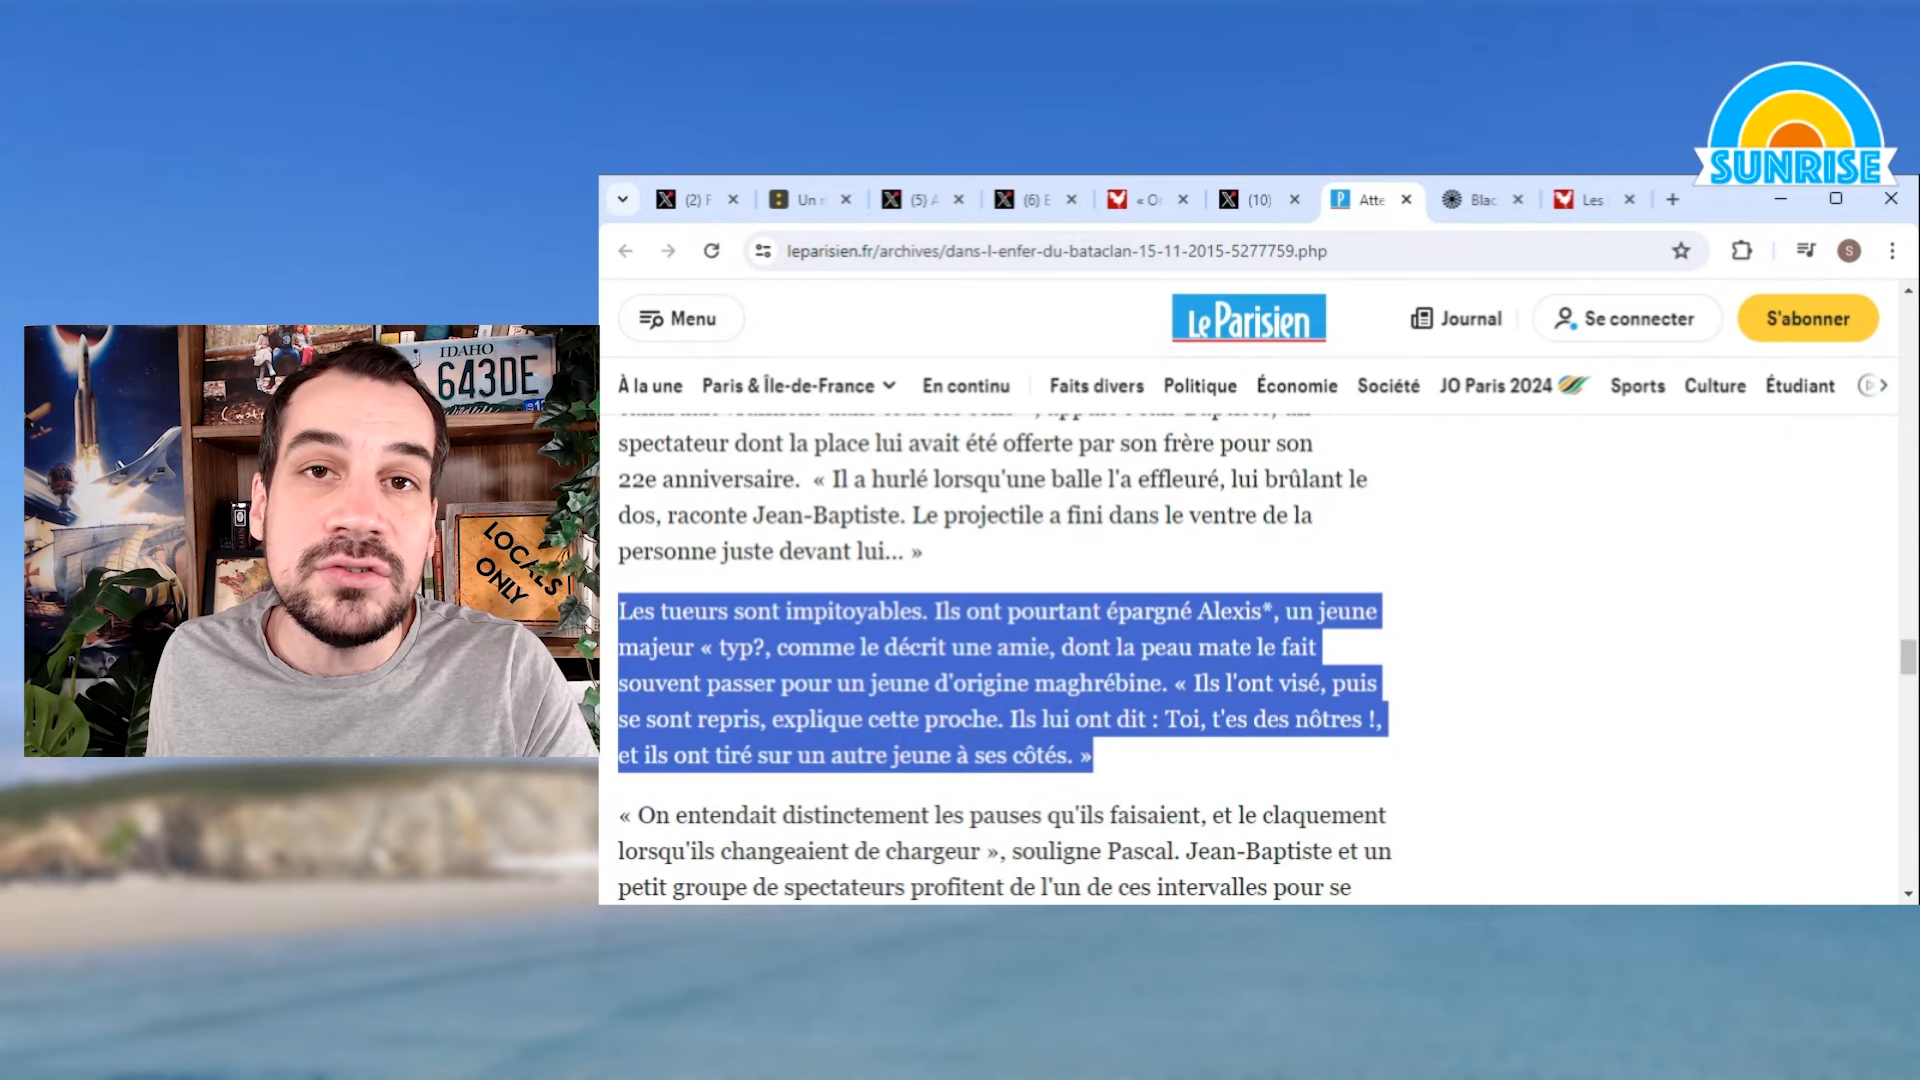 SUNRISE
(2) F
Un r
(5) A
(6) E
« O
(10)
Atte
Blac
Les
leparisien.fr/archives/dans-l-enfer-du-bataclan-15-11-2015-5277759.php
S
Menu
Le Parisien
Journal
Se connecter
S'abonner
À la une
Paris & Île-de-France
En continu
Faits divers
Politique
Économie
Société
JO Paris 2024
Sports
Culture
Étudiant
spectateur dont la place lui avait été offerte par son frère pour son
22e anniversaire. « Il a hurlé lorsqu'une balle l'a effleuré, lui brûlant le
dos, raconte Jean-Baptiste. Le projectile a fini dans le ventre de la
personne juste devant lui... »
Les tueurs sont impitoyables. Ils ont pourtant épargné Alexis*, un jeune
majeur « typ?, comme le décrit une amie, dont la peau mate le fait
souvent passer pour un jeune d'origine maghrébine. « Ils l'ont visé, puis
se sont repris, explique cette proche. Ils lui ont dit : Toi, t'es des nôtres !,
et ils ont tiré sur un autre jeune à ses côtés. »
« On entendait distinctement les pauses qu'ils faisaient, et le claquement
lorsqu'ils changeaient de chargeur », souligne Pascal. Jean-Baptiste et un
petit groupe de spectateurs profitent de l'un de ces intervalles pour se
IDAHO
643DE
LOCALS
ONLY